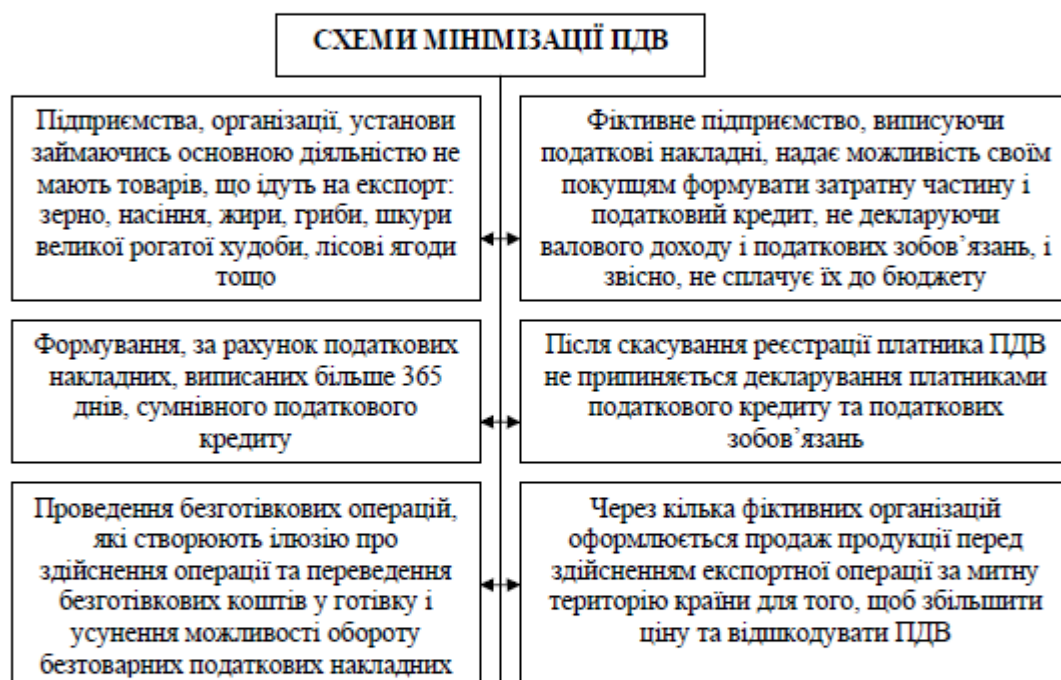 СХЕМИ МІНІМІЗАЦІЇ ПДВ
Підприємства, організації, установи
займаючись основною діяльністю не
мають товарів, що ідуть на експорт:
зерно, насіння, жири, гриби, шкури
великої рогатої худоби, лісові ягоди
тощо
Фіктивне підприємство, виписуючи
податкові накладні, надає можливість своїм
покупцям формувати затратну частину і
податковий кредит, не декларуючи
валового доходу і податкових зобов’язань, і
звісно, не сплачує їх до бюджету
Формування, за рахунок податкових
накладних, виписаних більше 365
днів, сумнівного податкового
кредиту
Після скасування реєстрації платника ПДВ
не припиняється декларування платниками
податкового кредиту та податкових
зобов’язань
Проведення безготівкових операцій,
які створюють ілюзію про
здійснення операції та переведення
безготівкових коштів у готівку і
усунення можливості обороту
безтоварних податкових накладних
Через кілька фіктивних організацій
оформлюється продаж продукції перед
здійсненням експортної операції за митну
територію країни для того, щоб збільшити
ціну та відшкодувати ПДВ